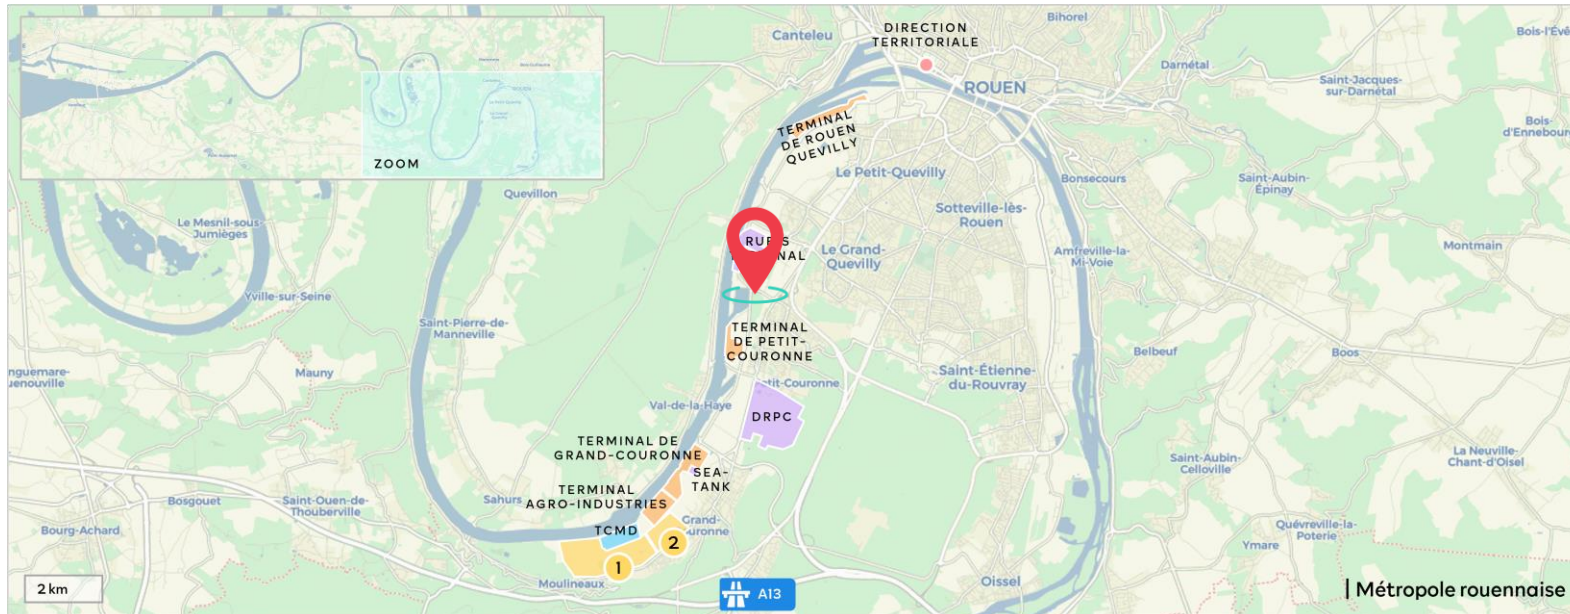 ZOOM
DIRECTION
TERRITORIALE
Bihorel
Canteleu
Bois-l'Évê
Darnétal
ROUEN
Saint-Jacques-
sur-Darnétal
TERMINAL
DE ROUEN
QUEVILLY
Bois-
d'Ennebour
Le Petit-Quevilly
Bonsecours
Saint-Aubin-
Épinay
Quevillon
Sotteville-lès-
Rouen
Le Mesnil-sous-
Jumièges
Le Grand-
Quevilly
Amfreville-la-
Mi-Voie
Montmain
Yville-sur-Seine
Saint-Pierre-de-
Manneville
TERMINAL
DE PETIT-
COURONNE
Belbeuf
Boos
nguemare-
uenouville
Mauny
Saint-Étienne-
du-Rouvray
tit-Couronne
Val-de-la-Haye
DRPC
TERMINAL DE
GRAND-COURONNE
SEA-
TANK
La Neuville-
Chant-d'Oisel
Saint-Aubin-
Celloville
TERMINAL
AGRO-INDUSTRIES
Bosgouet
Saint-Ouen-de-
Thouberville
Sahurs
Bourg-Achard
TCMD
Grand-
uronne
2
1
Quévreville-la-
Poterie
Ymare
Moulineaux
Oissel
A13
2 km
| Métropole rouennaise